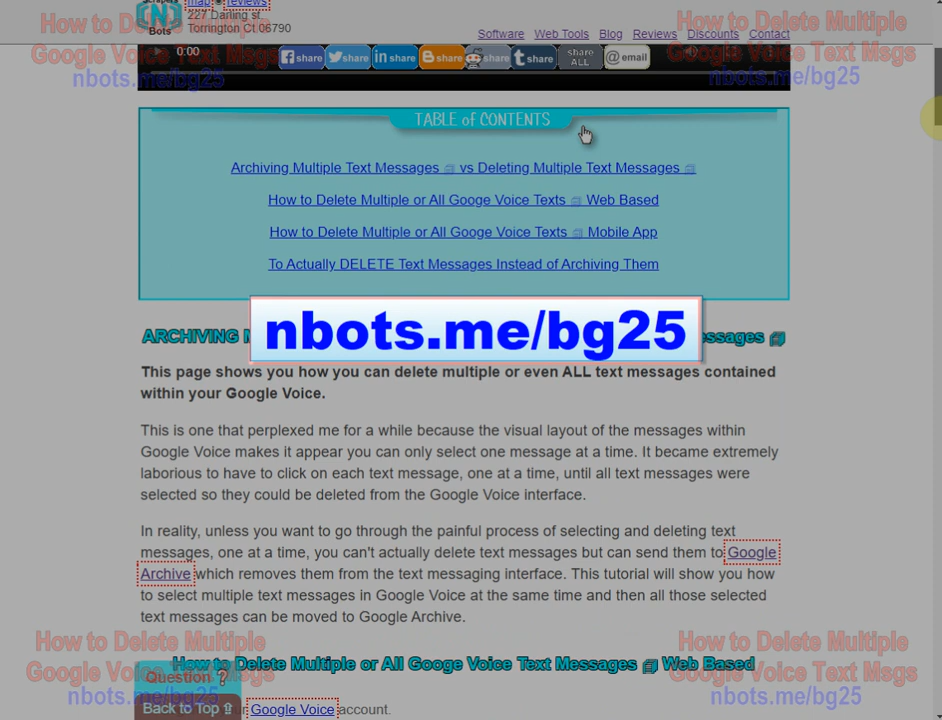 Scrapers
Bots
map reviews
227 Darling st.
Torrington Ct 06790
Software Web Tools Blog Reviews Discounts Contact
How to Delete Multiple
Google Voice Text Msgs
nbots.me/bg25
How to Delete Multiple
Google Voice Text Msgs
nbots.me/bg25
0:00
share share share share share share ALL @email
TABLE of CONTENTS
Archiving Multiple Text Messages vs Deleting Multiple Text Messages
How to Delete Multiple or All Googe Voice Texts Web Based
How to Delete Multiple or All Googe Voice Texts Mobile App
To Actually DELETE Text Messages Instead of Archiving Them
nbots.me/bg25
ARCHIVING ssages
This page shows you how you can delete multiple or even ALL text messages contained
within your Google Voice.
This is one that perplexed me for a while because the visual layout of the messages within
Google Voice makes it appear you can only select one message at a time. It became extremely
laborious to have to click on each text message, one at a time, until all text messages were
selected so they could be deleted from the Google Voice interface.
In reality, unless you want to go through the painful process of selecting and deleting text
messages, one at a time, you can't actually delete text messages but can send them to Google
Archive which removes them from the text messaging interface. This tutorial will show you how
to select multiple text messages in Google Voice at the same time and then all those selected
text messages can be moved to Google Archive.
How to Delete Multiple or All Googe Voice Text Messages Web Based
How to Delete Multiple
Google Voice Text Msgs
nbots.me/bg25
How to Delete Multiple
Google Voice Text Msgs
nbots.me/bg25
Question ?
Back to Top
Google Voice account.